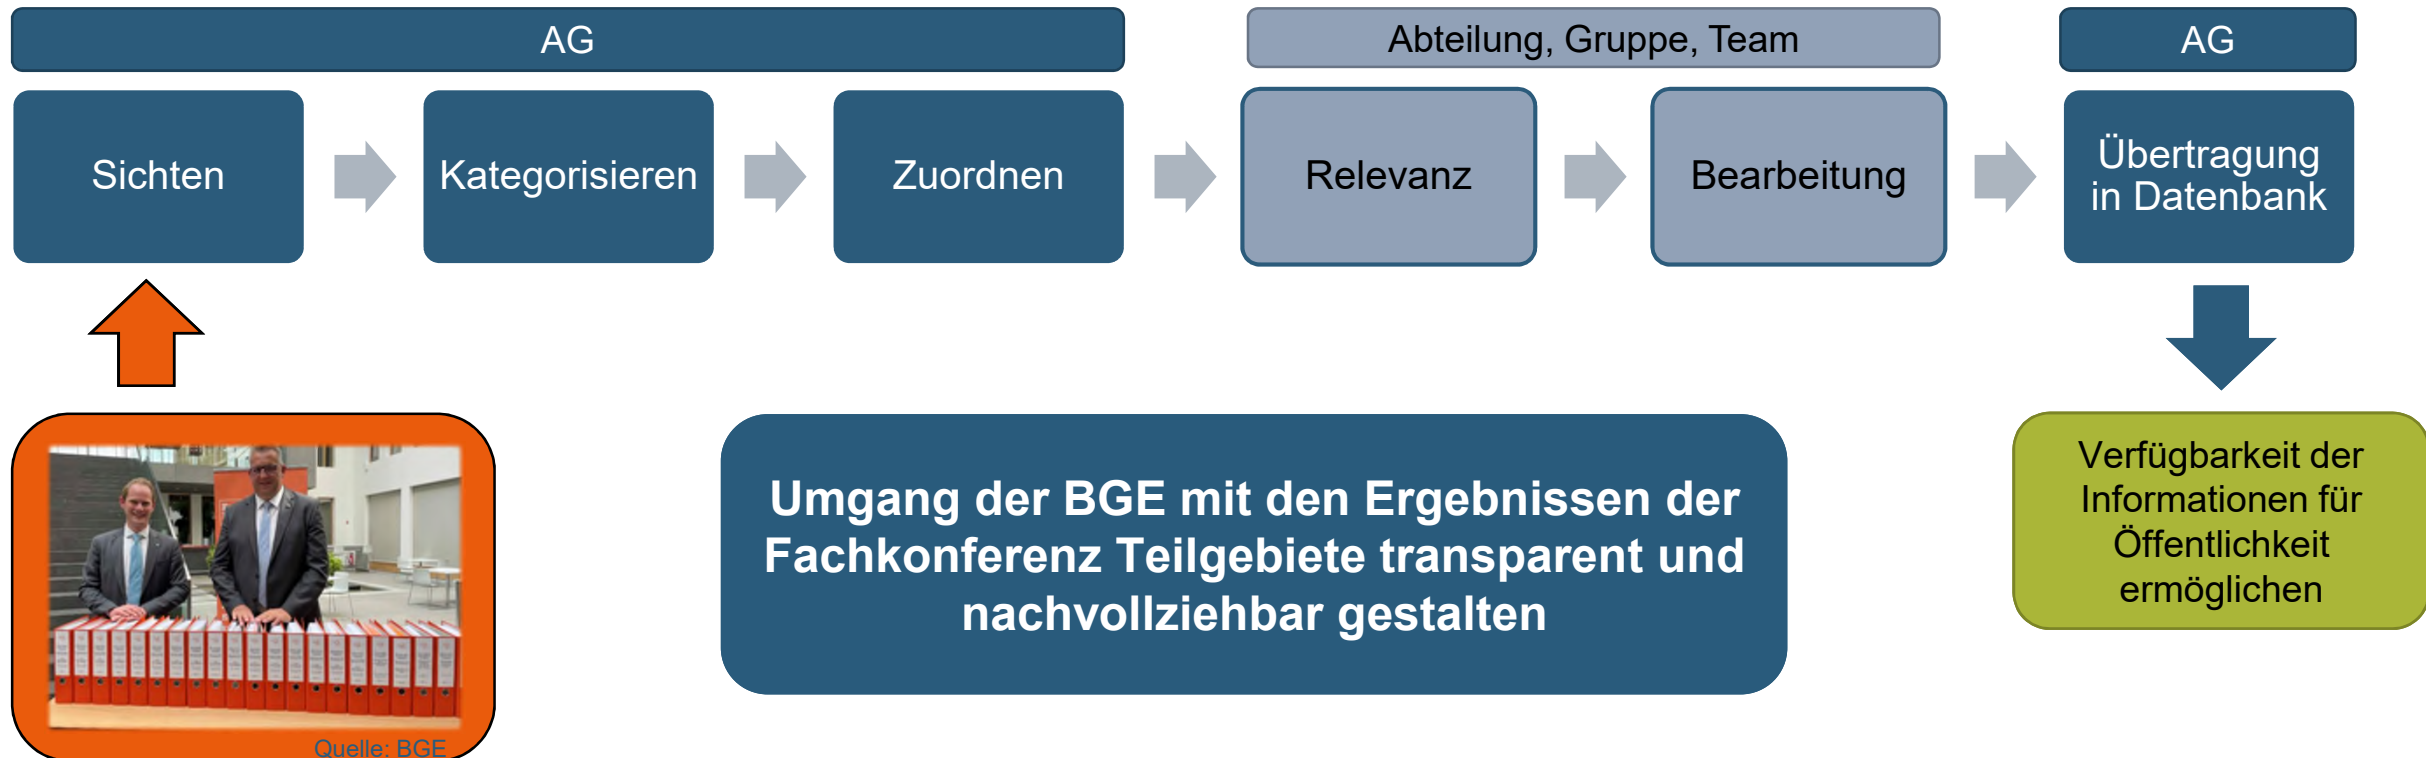 AG
Abteilung, Gruppe, Team
AG
Sichten
Kategorisieren
Zuordnen
Relevanz
Bearbeitung
Übertragung
in Datenbank
Umgang der BGE mit den Ergebnissen der
Fachkonferenz Teilgebiete transparent und
nachvollziehbar gestalten
Verfügbarkeit der
Informationen für
Öffentlichkeit
ermöglichen
Quelle: BGE